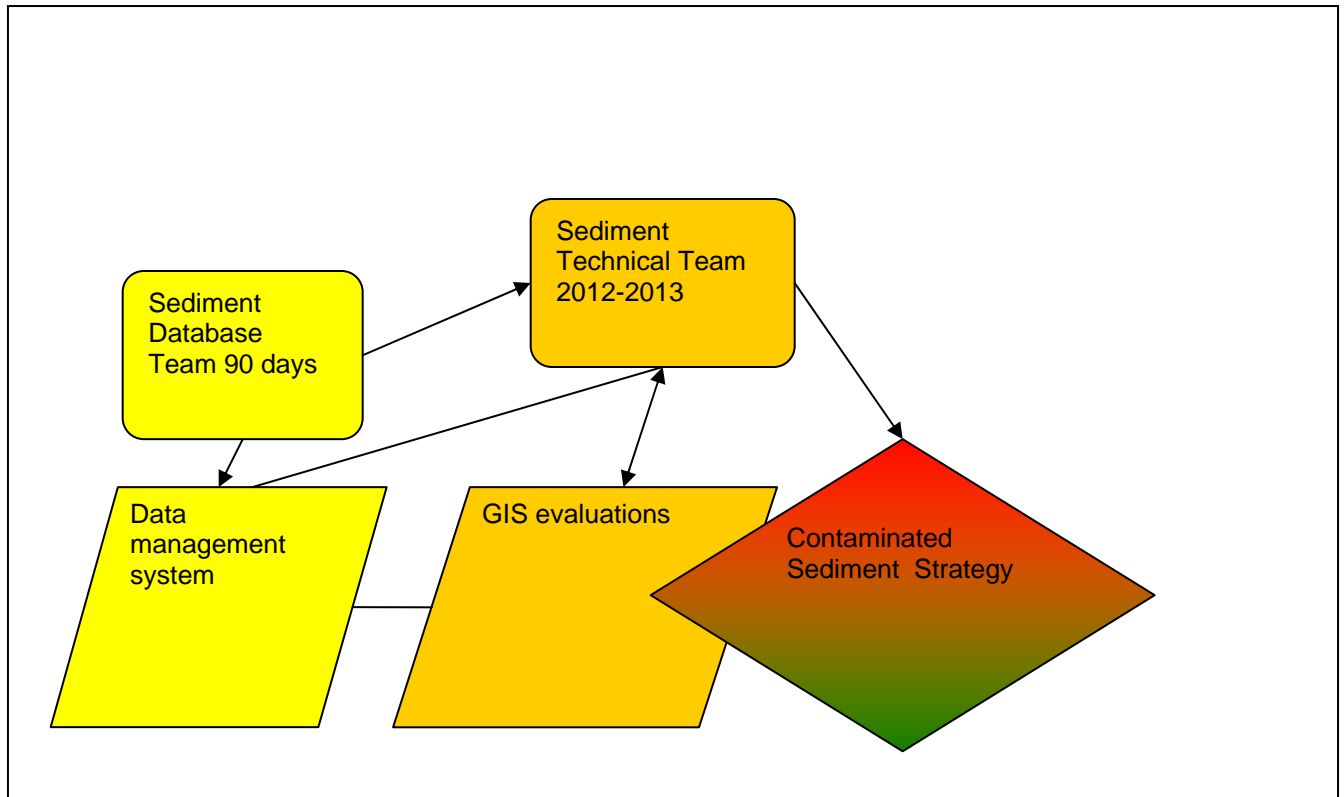 Sediment
Database
Team 90 days
Sediment
Technical Team
2012-2013
Data
management
system
GIS evaluations
Contaminated
Sediment Strategy